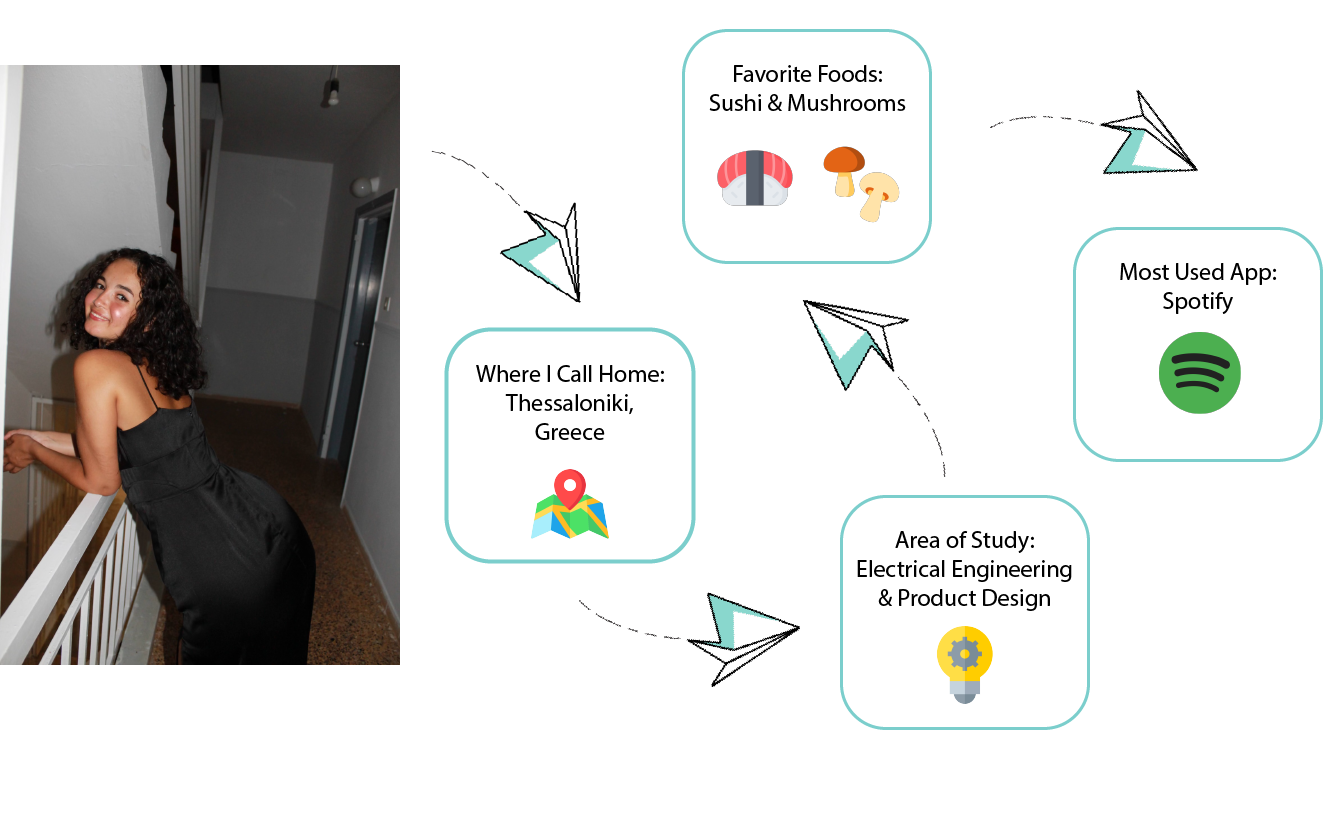 Where I Call Home:
Thessaloniki,
Greece
Area of Study:
Electrical Engineering
& Product Design
Favorite Foods:
Sushi & Mushrooms
Most Used App:
Spotify